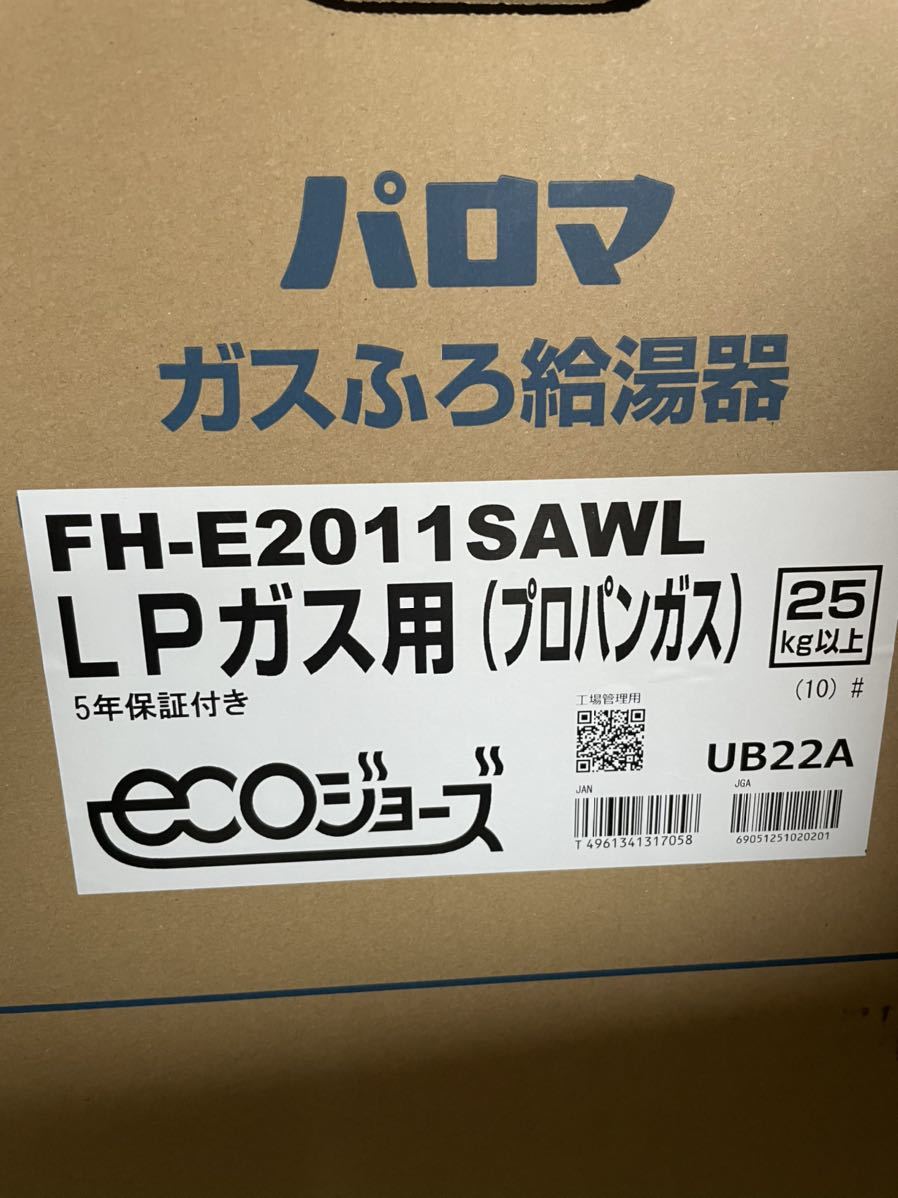 パロマ
ガスふろ給湯器
FH-E2011SAWL
LPガス用(プロパンガス)
25
kg以上
5年保証付き
(10) #
工場管理用
UB22A
ecoジョーズ
JAN
T 4961341317058
JGA
69051251020201